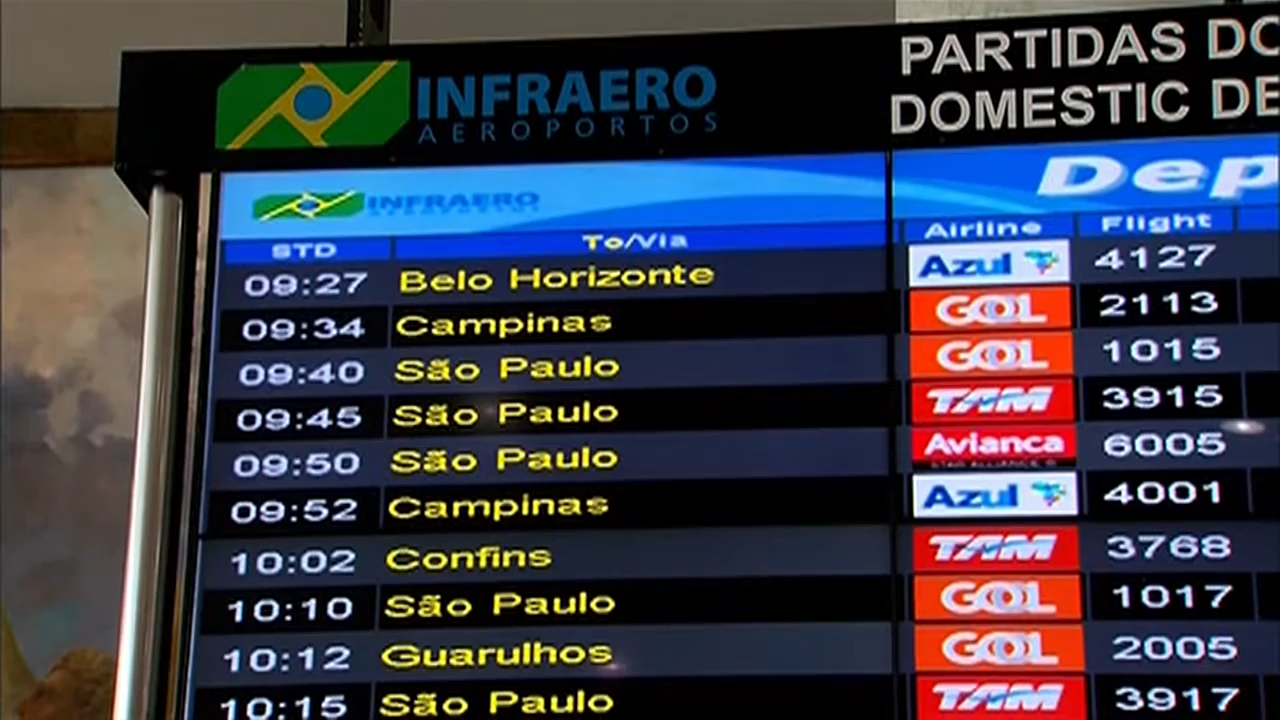 INFRAERO
AEROPORTOS
PARTIDAS
DOMESTIC
INFRAERO
AEROPORTOS
Dep
STD To/Via Airline Flight
09:27 Belo Horizonte Azul 4127
09:34 Campinas GOL 2113
09:40 São Paulo GOL 1015
09:45 São Paulo TAM 3915
09:50 São Paulo Avianca 6005
09:52 Campinas Azul 4001
10:02 Confins TAM 3768
10:10 São Paulo GOL 1017
10:12 Guarulhos GOL 2005
10:15 São Paulo TAM 3917